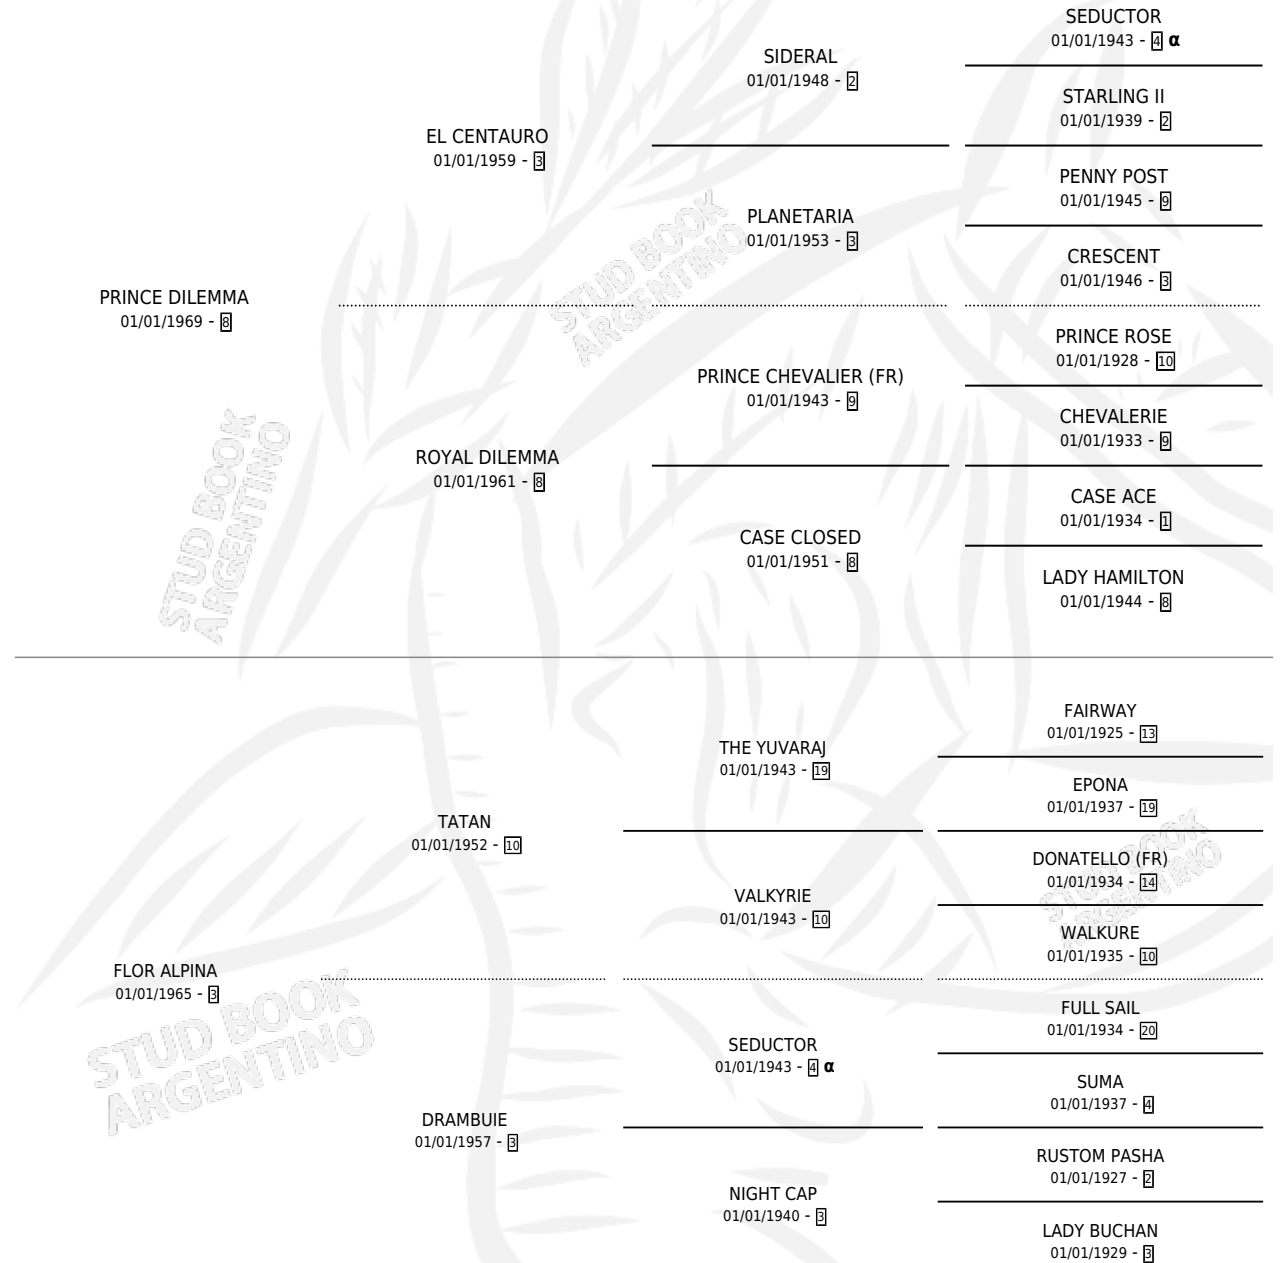 SEDUCTOR
01/01/1943 - 4 α
SIDERAL
01/01/1948 - 2
STARLING II
01/01/1939 - 2
EL CENTAURO
01/01/1959 - 3
PENNY POST
01/01/1945 - 9
PLANETARIA
01/01/1953 - 3
CRESCENT
01/01/1946 - 3
PRINCE DILEMMA
01/01/1969 - 8
PRINCE ROSE
01/01/1928 - 10
PRINCE CHEVALIER (FR)
01/01/1943 - 9
CHEVALERIE
01/01/1933 - 9
ROYAL DILEMMA
01/01/1961 - 8
CASE ACE
01/01/1934 - 1
CASE CLOSED
01/01/1951 - 8
LADY HAMILTON
01/01/1944 - 8
FAIRWAY
01/01/1925 - 13
THE YUVARAJ
01/01/1943 - 19
EPONA
01/01/1937 - 19
TATAN
01/01/1952 - 10
DONATELLO (FR)
01/01/1934 - 14
VALKYRIE
01/01/1943 - 10
WALKURE
01/01/1935 - 10
FLOR ALPINA
01/01/1965 - 3
FULL SAIL
01/01/1934 - 20
SEDUCTOR
01/01/1943 - 4 α
SUMA
01/01/1937 - 4
DRAMBUIE
01/01/1957 - 3
RUSTOM PASHA
01/01/1927 - 2
NIGHT CAP
01/01/1940 - 3
LADY BUCHAN
01/01/1929 - 3
STUD BOOK
ARGENTINO
STUD BOOK
ARGENTINO
STUD BOOK
ARGENTINO
STUD BOOK
ARGENTINO